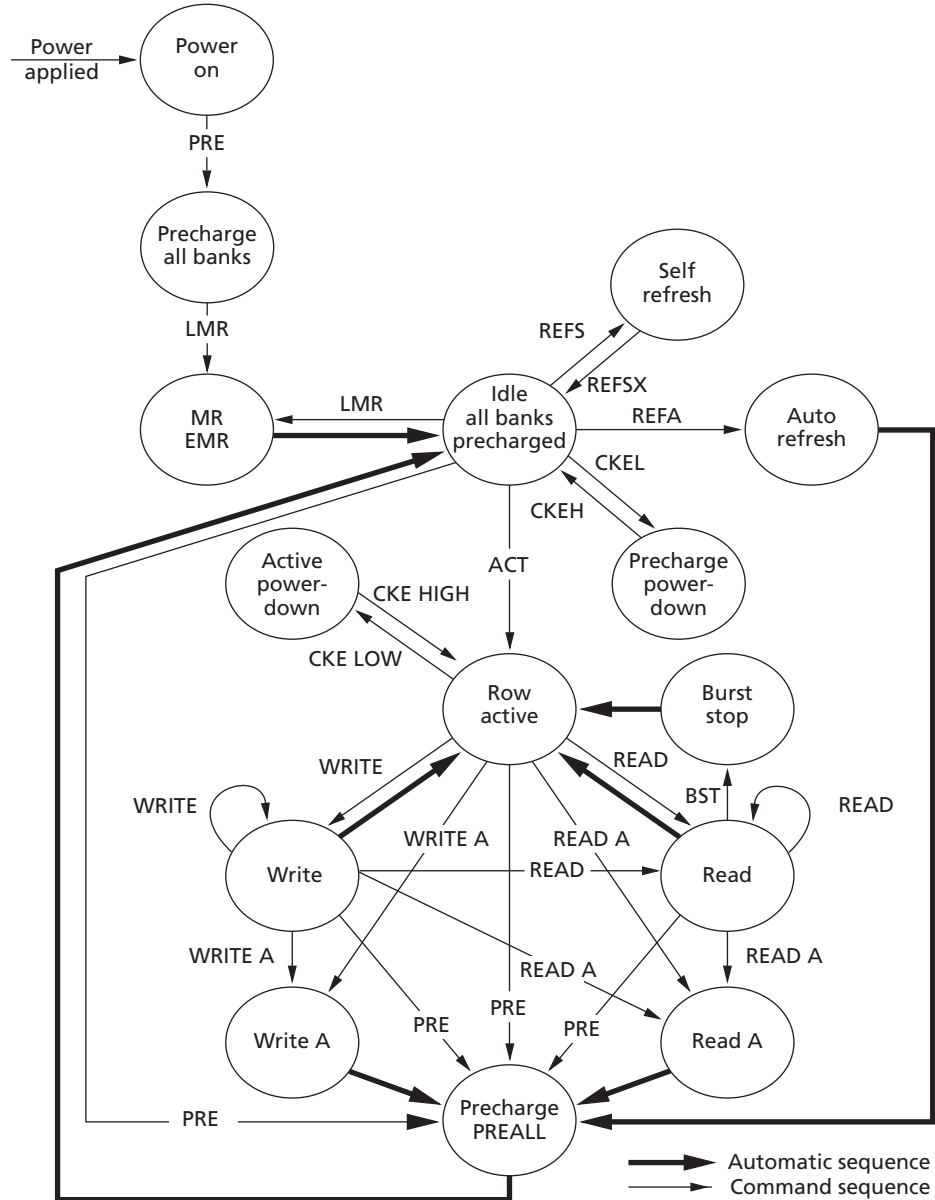 Power
applied
Power
on
PRE
Precharge
all banks
LMR
Self
refresh
REFS
REFSX
MR
EMR
LMR
Idle
all banks
precharged
REFA
Auto
refresh
CKEL
CKEH
Precharge
power-
down
ACT
Active
power-
down
CKE HIGH
CKE LOW
Row
active
Burst
stop
WRITE
READ
BST
WRITE
READ
WRITE A
READ A
Write
READ
Read
WRITE A
READ A
READ A
PRE
PRE
PRE
Write A
Read A
PRE
Precharge
PREALL
Automatic sequence
Command sequence